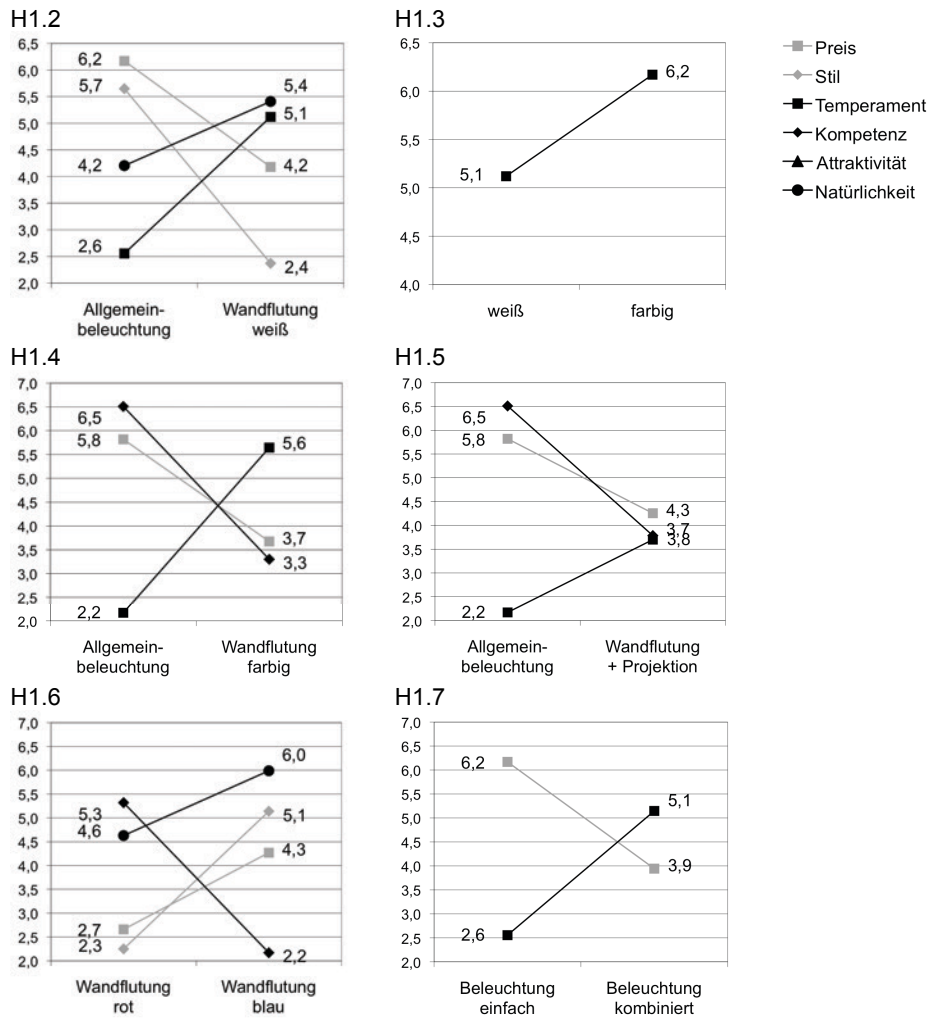 H1.2
6,5
6,0
5,5
5,0
4,5
4,0
3,5
3,0
2,5
2,0
6,2
5,7
4,2
2,6
5,4
5,1
4,2
2,4
Allgemein-
beleuchtung
Wandflutung
weiß
H1.3
6,5
6,0
5,5
5,0
4,5
4,0
5,1
6,2
weiß
farbig
Preis
Stil
Temperament
Kompetenz
Attraktivität
Natürlichkeit
H1.4
7,0
6,5
6,0
5,5
5,0
4,5
4,0
3,5
3,0
2,5
2,0
6,5
5,8
2,2
5,6
3,7
3,3
Allgemein-
beleuchtung
Wandflutung
farbig
H1.5
7,0
6,5
6,0
5,5
5,0
4,5
4,0
3,5
3,0
2,5
2,0
6,5
5,8
2,2
4,3
3,7
3,8
Allgemein-
beleuchtung
Wandflutung
+ Projektion
H1.6
7,0
6,5
6,0
5,5
5,0
4,5
4,0
3,5
3,0
2,5
2,0
5,3
4,6
2,7
2,3
6,0
5,1
4,3
2,2
Wandflutung
rot
Wandflutung
blau
H1.7
7,0
6,5
6,0
5,5
5,0
4,5
4,0
3,5
3,0
2,5
2,0
6,2
2,6
5,1
3,9
Beleuchtung
einfach
Beleuchtung
kombiniert